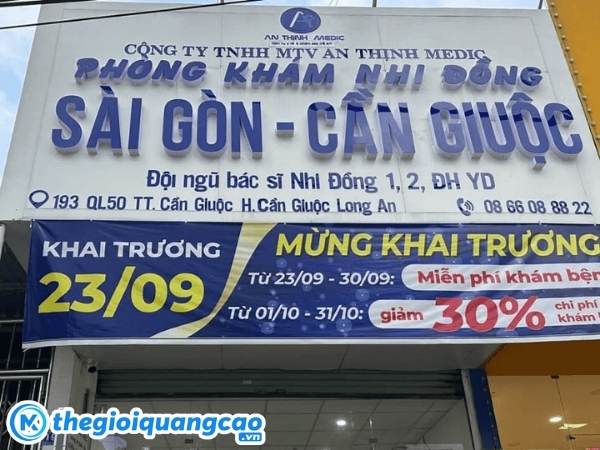 AN THỊNH MEDIC
CÔNG TY TNHH MTV AN THỊNH MEDIC
PHÒNG KHÁM NHI ĐỒNG
SÀI GÒN - CẦN GIUỘC
Đội ngũ bác sĩ Nhi Đồng 1, 2, ĐH YD
193 QL50 TT. Cần Giuộc H.Cần Giuộc Long An
08 66 08 88 22
KHAI TRƯƠNG
23/09
MỪNG KHAI TRƯƠNG
Từ 23/09 - 30/09: Miễn phí khám bện
Từ 01/10 - 31/10: giảm 30% chi phí
khám
thegioiquangcao
.vn